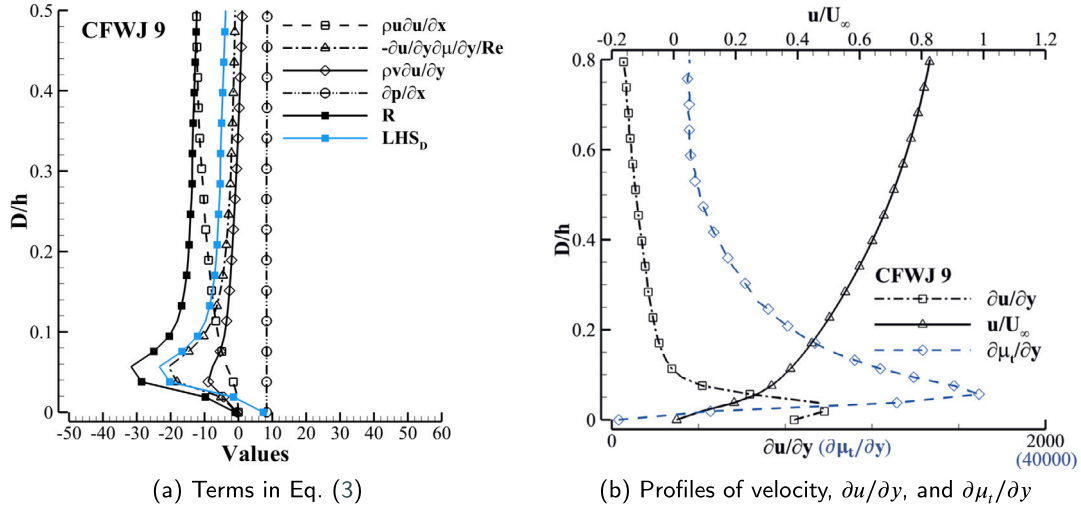 CFWJ 9
ρu∂u/∂x
-∂u/∂y∂μ/∂y/Re
ρv∂u/∂y
∂p/∂x
R
LHS_D
D/h
0.5
0.4
0.3
0.2
0.1
0
-50 -40 -30 -20 -10 0 10 20 30 40 50 60
Values
(a) Terms in Eq. (3)
u/U∞
-0.2 0 0.2 0.4 0.6 0.8 1 1.2
D/h
0.8
0.6
0.4
0.2
0
CFWJ 9
∂u/∂y
u/U∞
∂μ_t/∂y
0 2000
∂u/∂y (∂μ_t/∂y) (40000)
(b) Profiles of velocity, ∂u/∂y, and ∂μ_t/∂y